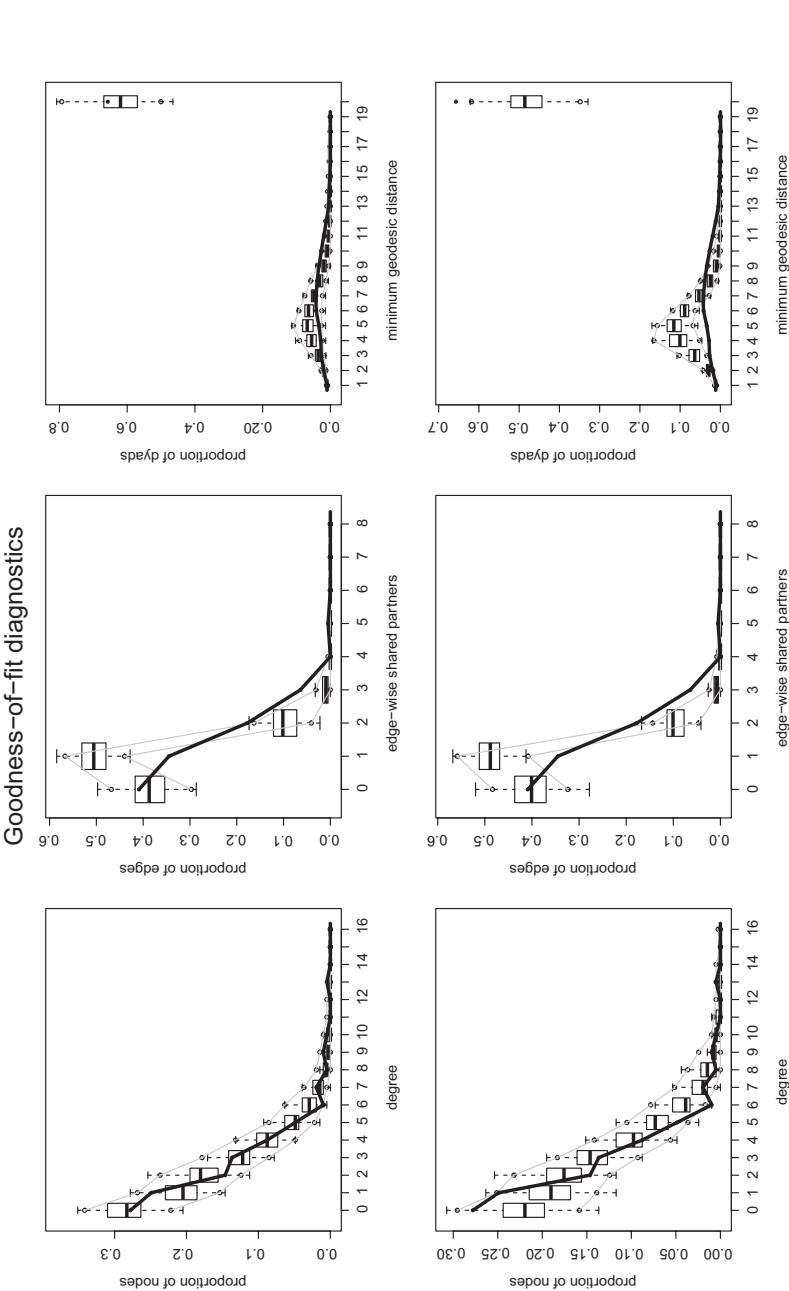 Goodness−of−fit diagnostics
0.3 0.2 0.1 0.0
proportion of nodes
0 1 2 3 4 5 6 7 8 9 10 12 14 16
degree
0.6 0.5 0.4 0.3 0.2 0.1 0.0
proportion of edges
0 1 2 3 4 5 6 7 8
edge−wise shared partners
0.8 0.6 0.4 0.20 0.0
proportion of dyads
1 2 3 4 5 6 7 8 9 11 13 15 17 19
minimum geodesic distance
0.30 0.25 0.20 0.15 0.10 0.05 0.00
proportion of nodes
0 1 2 3 4 5 6 7 8 9 10 12 14 16
degree
0.6 0.5 0.4 0.3 0.2 0.1 0.0
proportion of edges
0 1 2 3 4 5 6 7 8
edge−wise shared partners
0.7 0.6 0.5 0.4 0.3 0.2 0.1 0.0
proportion of dyads
1 2 3 4 5 6 7 8 9 11 13 15 17 19
minimum geodesic distance